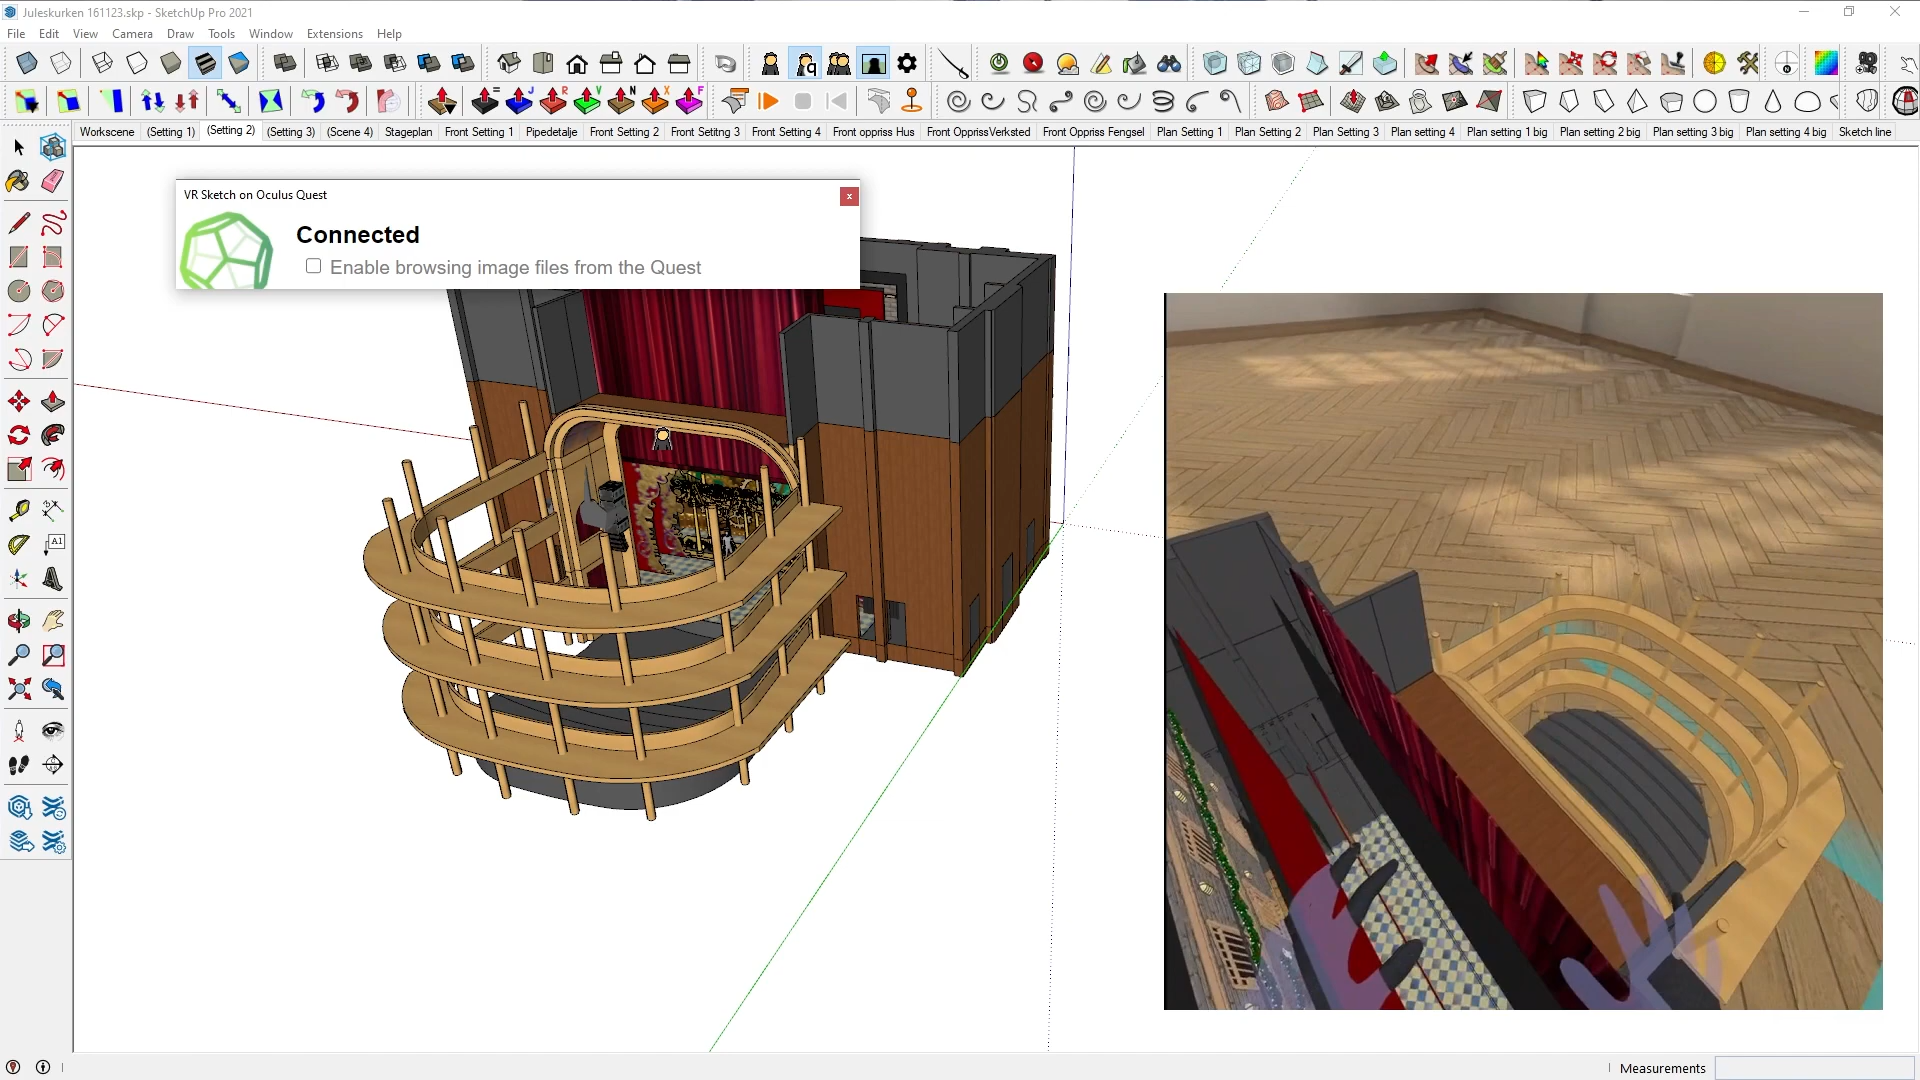 Juleskurken 161123.skp - SketchUp Pro 2021
File Edit View Camera Draw Tools Window Extensions Help
q
= J R V N X F
Workscene (Setting 1) (Setting 2) (Setting 3) (Scene 4) Stageplan Front Setting 1 Pipedetalje Front Setting 2 Front Setting 3 Front Setting 4 Front oppriss Hus Front OpprissVerksted Front Oppriss Fengsel Plan Setting 1 Plan Setting 2 Plan Setting 3 Plan setting 4 Plan setting 1 big Plan setting 2 big Plan setting 3 big Plan setting 4 big Sketch line
VR Sketch on Oculus Quest
x
Connected
Enable browsing image files from the Quest
A1
Measurements